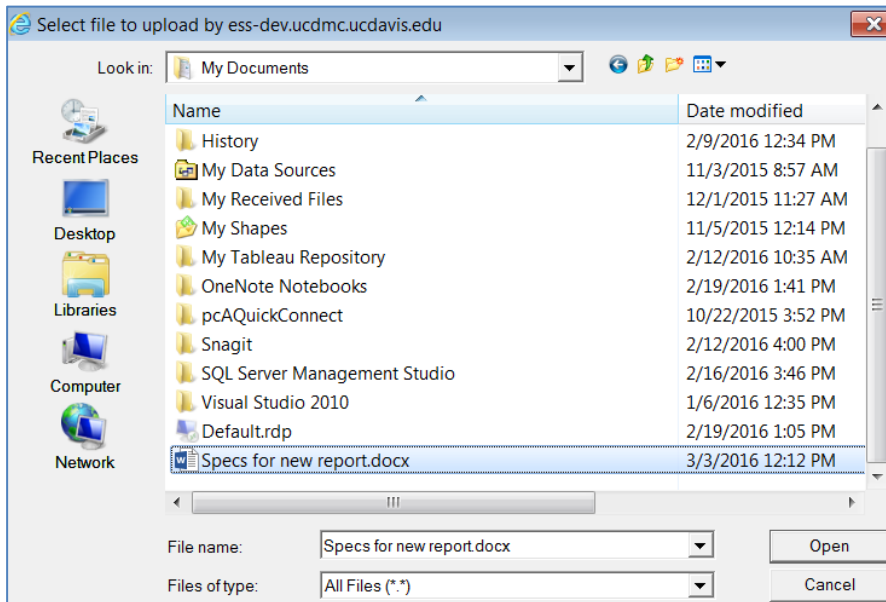 Select file to upload by ess-dev.ucdmc.ucdavis.edu
Look in: My Documents
Recent Places
Desktop
Libraries
Computer
Network
Name Date modified
History 2/9/2016 12:34 PM
My Data Sources 11/3/2015 8:57 AM
My Received Files 12/1/2015 11:27 AM
My Shapes 11/5/2015 12:14 PM
My Tableau Repository 2/12/2016 10:35 AM
OneNote Notebooks 2/19/2016 1:41 PM
pcAQuickConnect 10/22/2015 3:52 PM
Snagit 2/12/2016 4:00 PM
SQL Server Management Studio 2/16/2016 3:46 PM
Visual Studio 2010 1/6/2016 12:35 PM
Default.rdp 2/19/2016 1:05 PM
Specs for new report.docx 3/3/2016 12:12 PM
File name: Specs for new report.docx Open
Files of type: All Files (*.*) Cancel